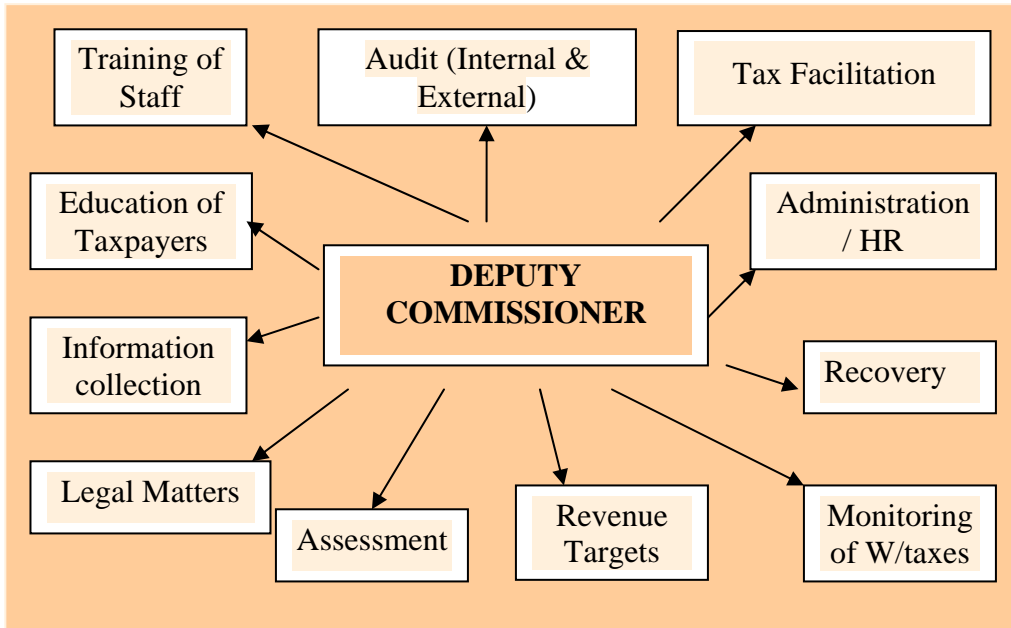 Training of
Staff
Audit (Internal &
External)
Tax Facilitation
Education of
Taxpayers
Administration
/ HR
DEPUTY
COMMISSIONER
Information
collection
Recovery
Legal Matters
Assessment
Revenue
Targets
Monitoring
of W/taxes